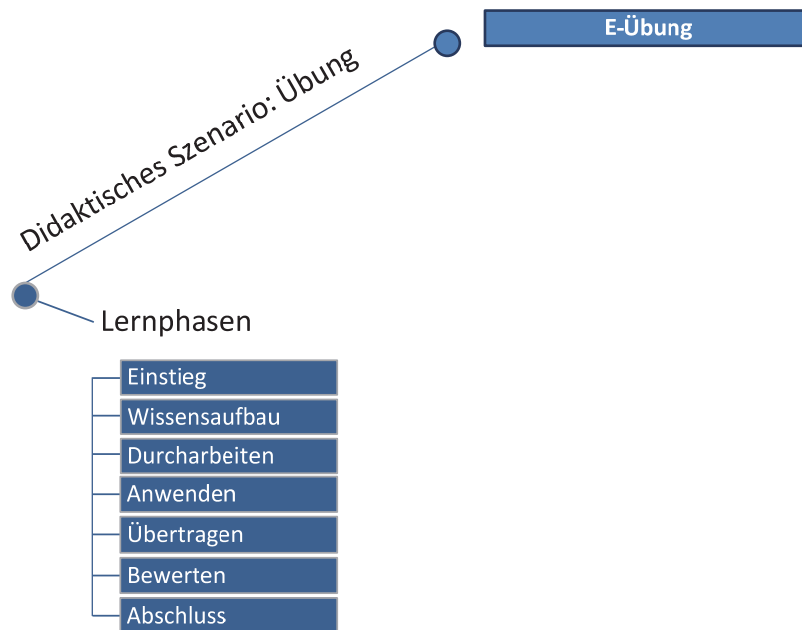 E-Übung
Didaktisches Szenario: Übung
Lernphasen
Einstieg
Wissensaufbau
Durcharbeiten
Anwenden
Übertragen
Bewerten
Abschluss